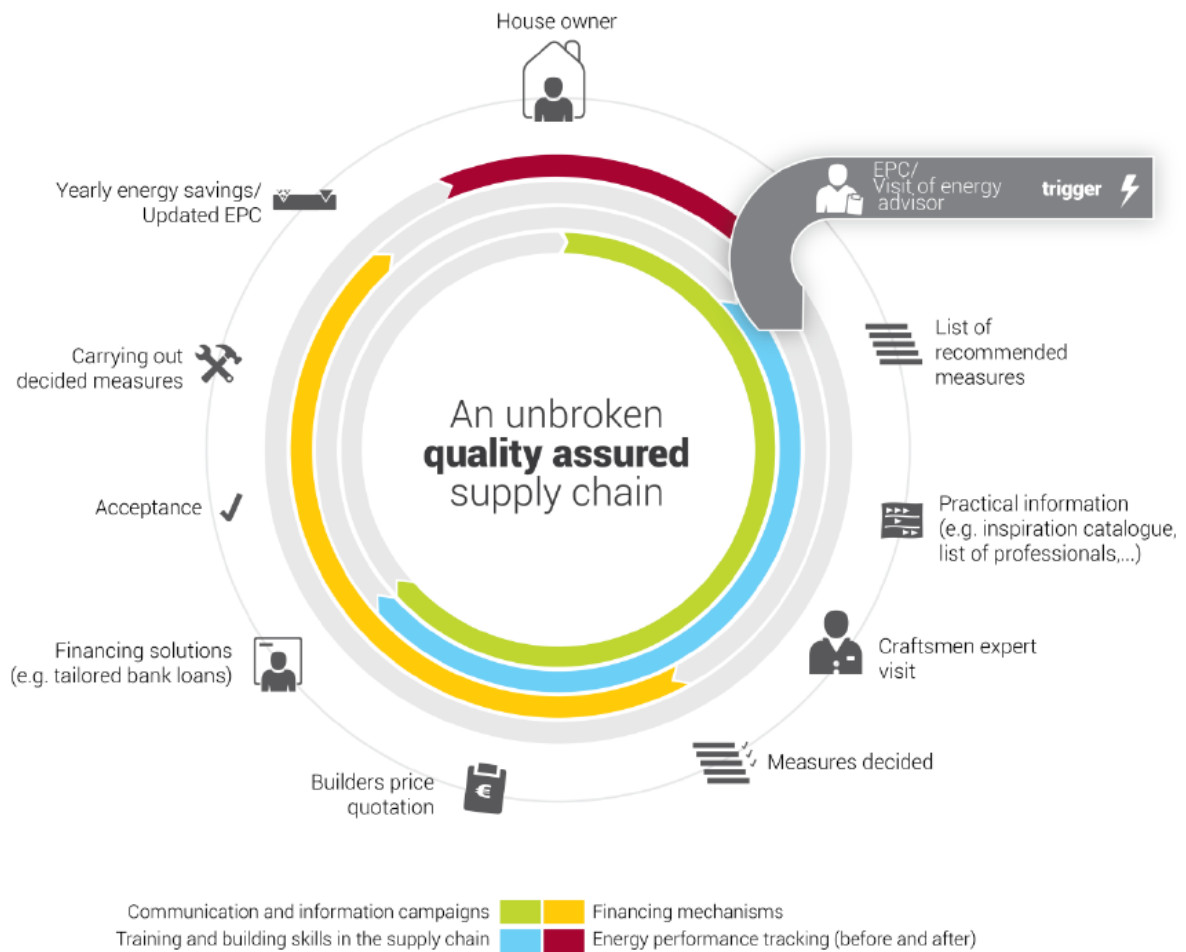 House owner
EPC/
Visit of energy
advisor
trigger
List of
recommended
measures
Practical information
(e.g. inspiration catalogue,
list of professionals,...)
Craftsmen expert
visit
Measures decided
€
Builders price
quotation
Financing solutions
(e.g. tailored bank loans)
Acceptance
Carrying out
decided measures
Yearly energy savings/
Updated EPC
An unbroken
quality assured
supply chain
Communication and information campaigns
Financing mechanisms
Training and building skills in the supply chain
Energy performance tracking (before and after)